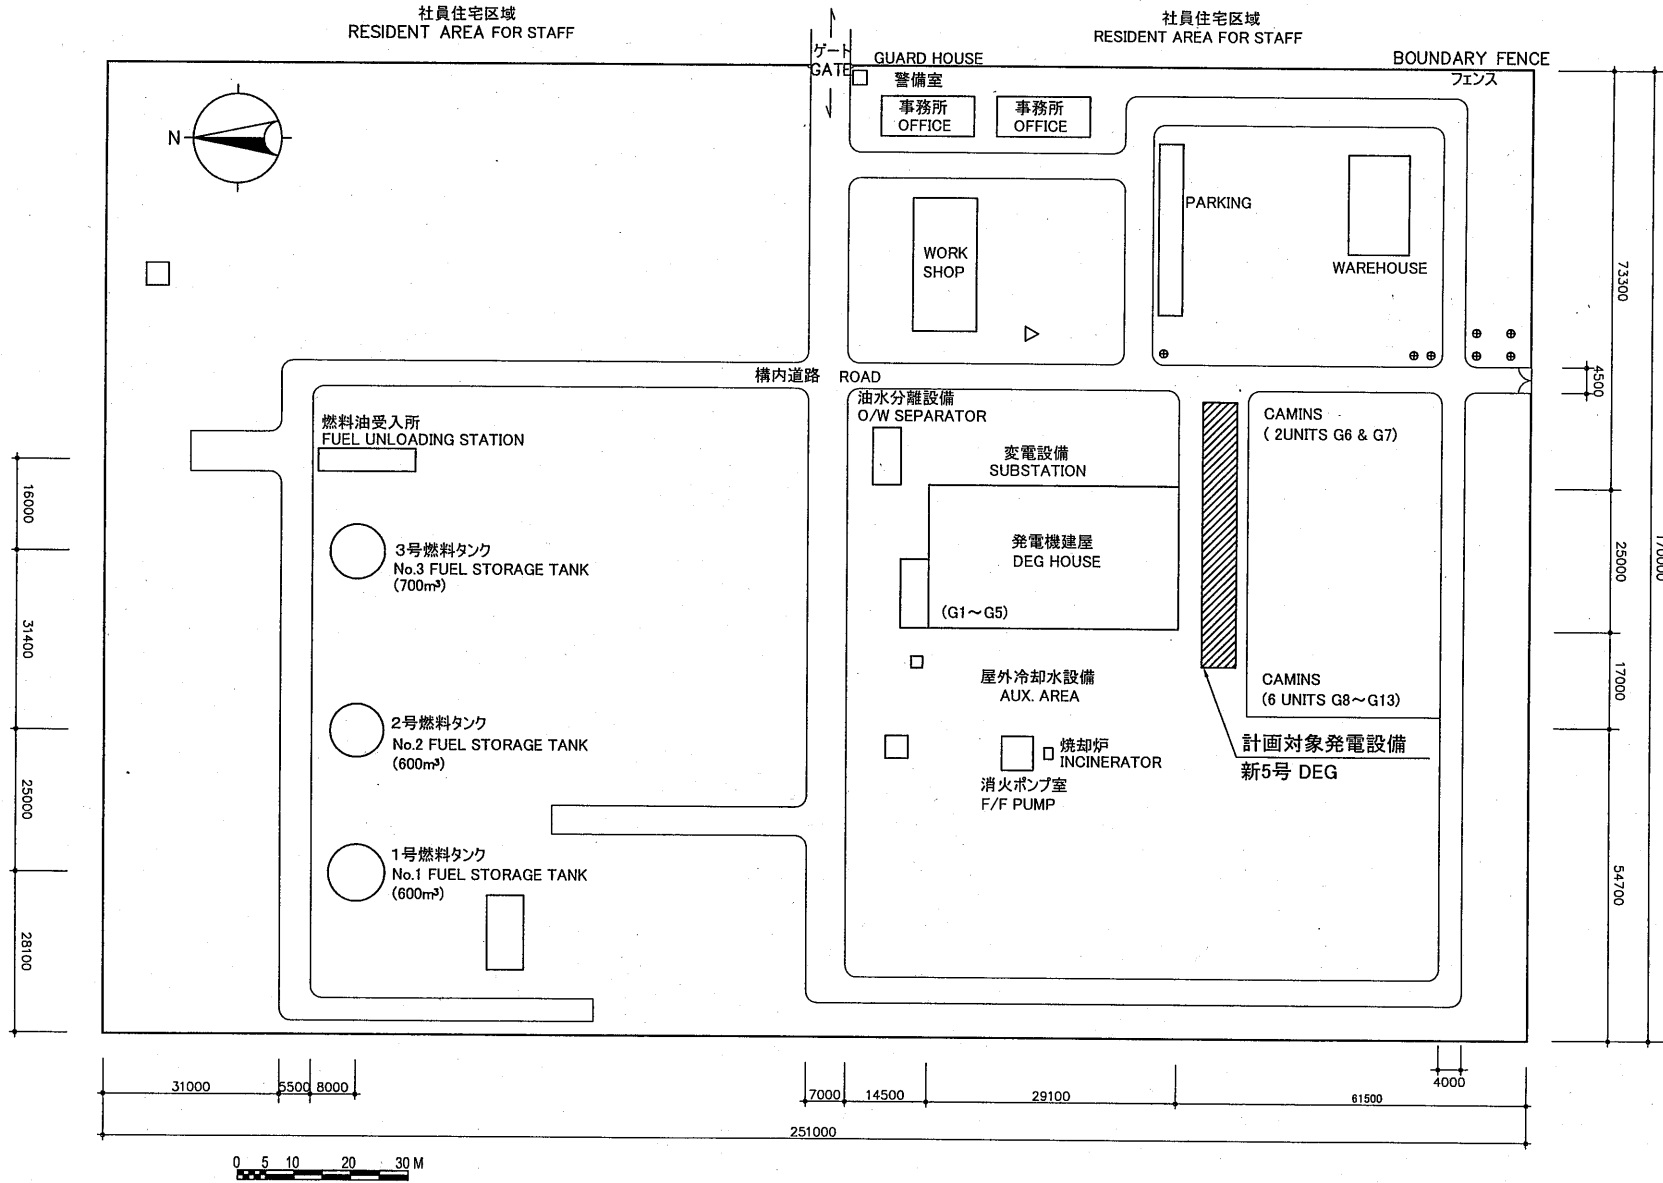 社員住宅区域
RESIDENT AREA FOR STAFF
社員住宅区域
RESIDENT AREA FOR STAFF
ゲート
GATE
GUARD HOUSE
警備室
BOUNDARY FENCE
フェンス
事務所
OFFICE
事務所
OFFICE
N
PARKING
WORK
SHOP
WAREHOUSE
73300
4500
構内道路 ROAD
油水分離設備
O/W SEPARATOR
CAMINS
( 2UNITS G6 & G7)
燃料油受入所
FUEL UNLOADING STATION
変電設備
SUBSTATION
16000
3号燃料タンク
No.3 FUEL STORAGE TANK
(700m³)
発電機建屋
DEG HOUSE
(G1～G5)
25000
31400
17000
屋外冷却水設備
AUX. AREA
CAMINS
(6 UNITS G8～G13)
2号燃料タンク
No.2 FUEL STORAGE TANK
(600m³)
焼却炉
INCINERATOR
消火ポンプ室
F/F PUMP
計画対象発電設備
新5号 DEG
25000
1号燃料タンク
No.1 FUEL STORAGE TANK
(600m³)
54700
28100
31000
5500
8000
7000
14500
29100
61500
4000
251000
0 5 10 20 30 M